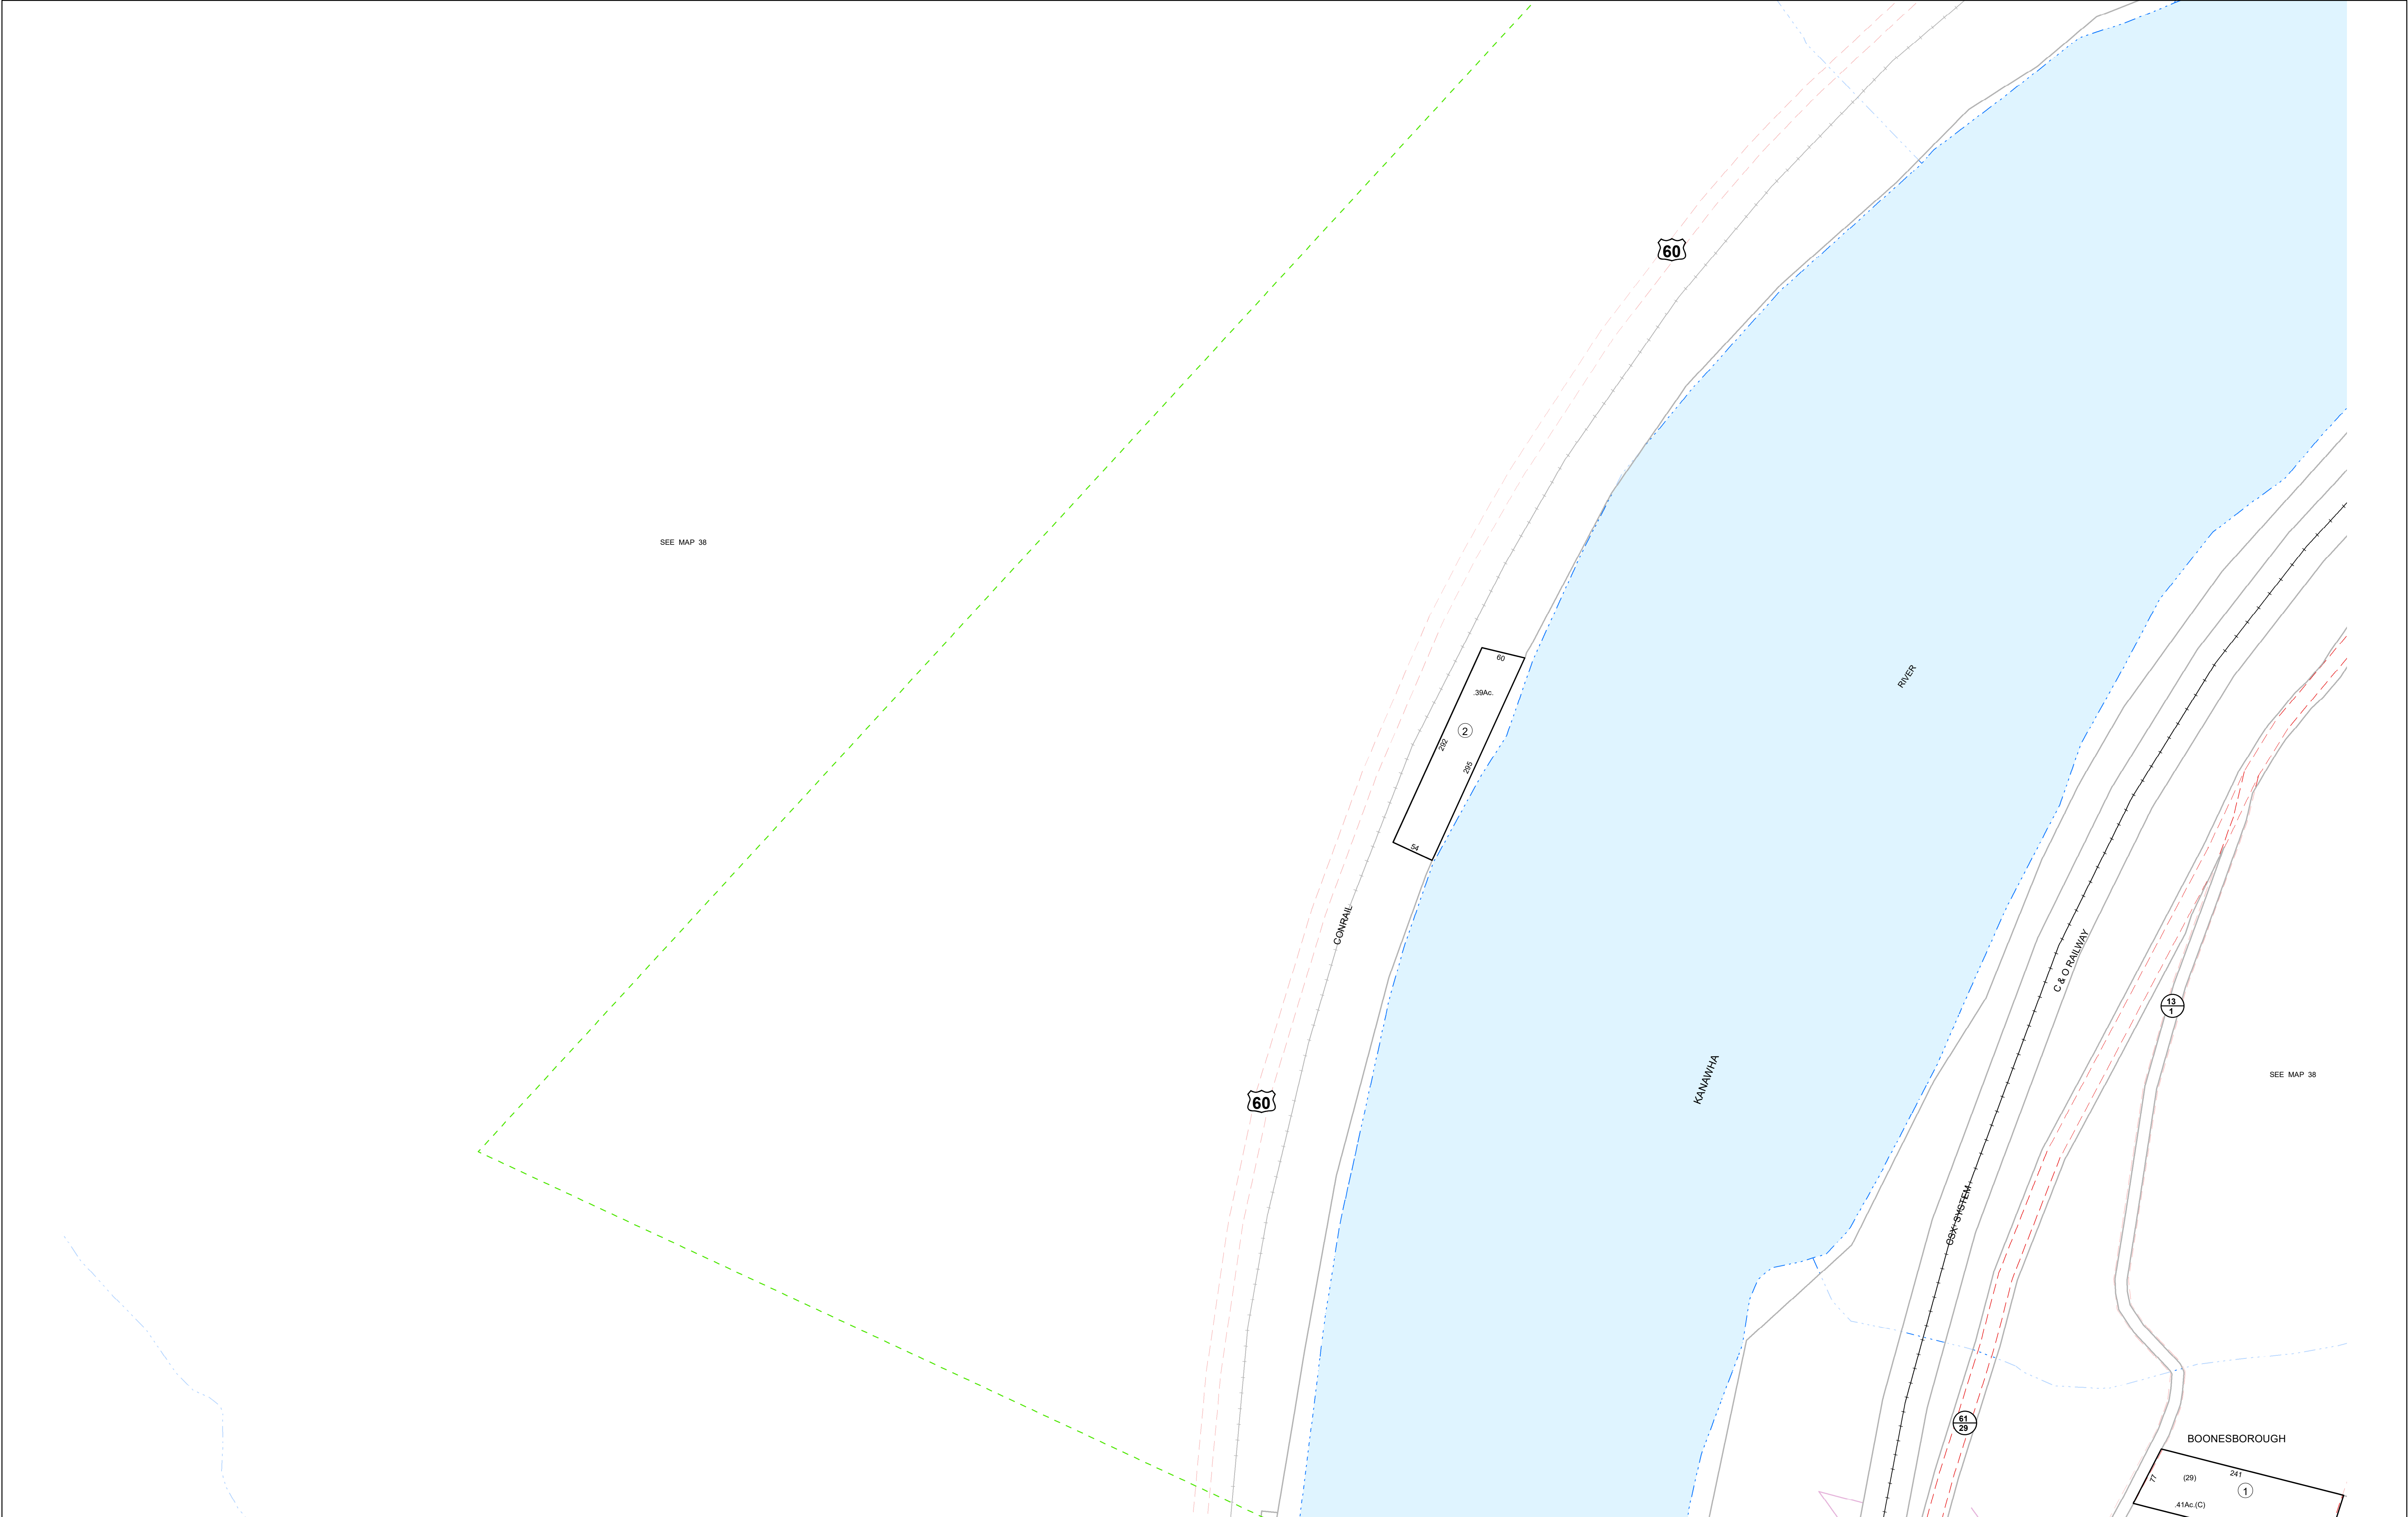 60
SEE MAP 38
60
.39Ac.
2
292
295
54
RIVER
CONRAIL
C & O RAILWAY
13
1
KANAWHA
SEE MAP 38
60
CSX SYSTEM
61
29
BOONESBOROUGH
241
77
(29)
1
.41Ac.(C)